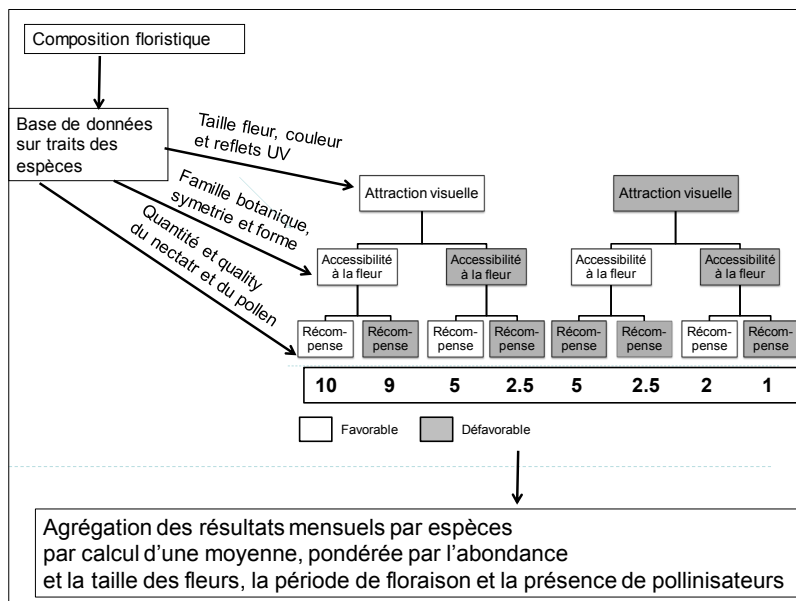 Composition floristique
Base de données
sur traits des
espèces
Taille fleur, couleur
et reflets UV
Famille botanique,
symetrie et forme
Quantité et quality
du nectatr et du pollen
Attraction visuelle
Attraction visuelle
Accessibilité
à la fleur
Accessibilité
à la fleur
Accessibilité
à la fleur
Accessibilité
à la fleur
Récom-
pense
Récom-
pense
Récom-
pense
Récom-
pense
Récom-
pense
Récom-
pense
Récom-
pense
Récom-
pense
10 9 5 2.5 5 2.5 2 1
Favorable
Défavorable
Agrégation des résultats mensuels par espèces
par calcul d'une moyenne, pondérée par l'abondance
et la taille des fleurs, la période de floraison et la présence de pollinisateurs